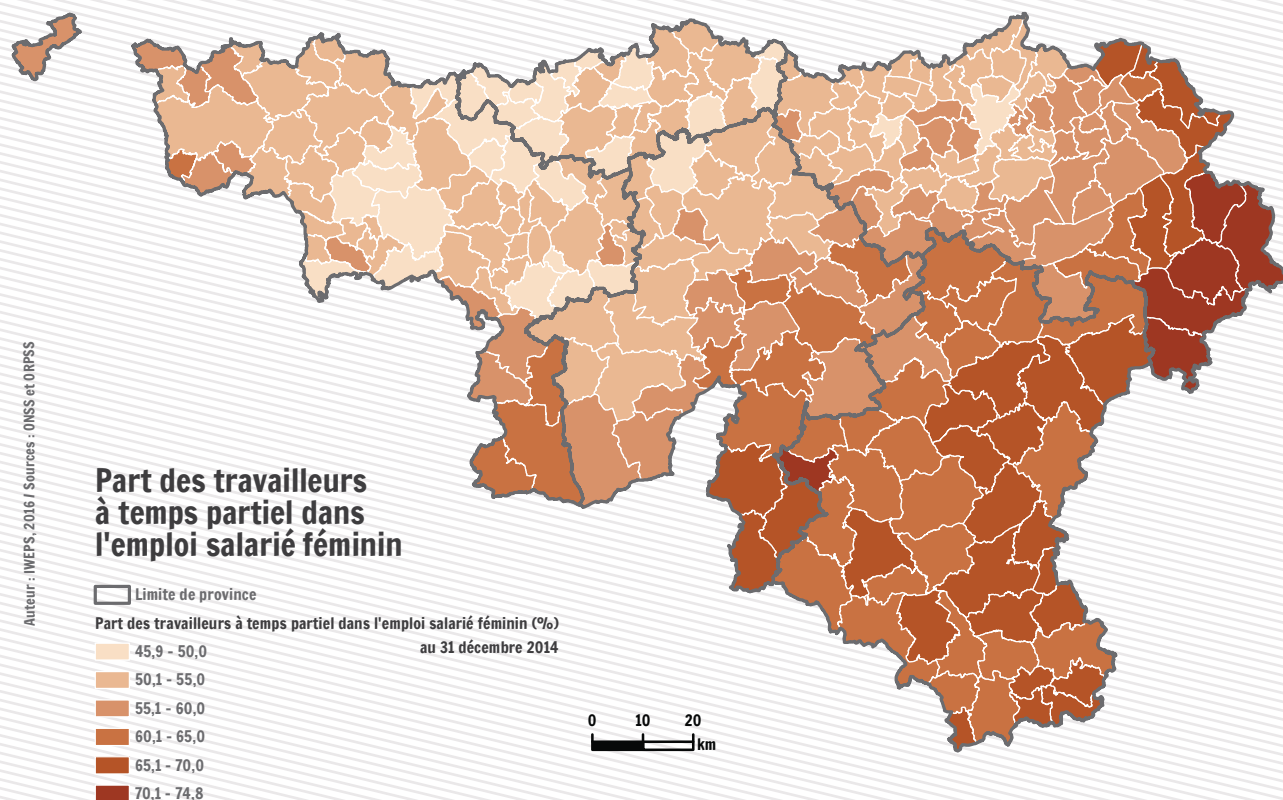 Auteur : IWEPS, 2016 / Sources : ONSS et ORPSS
Part des travailleurs
à temps partiel dans
l'emploi salarié féminin
Limite de province
Part des travailleurs à temps partiel dans l'emploi salarié féminin (%)
au 31 décembre 2014
45,9 - 50,0
50,1 - 55,0
55,1 - 60,0
60,1 - 65,0
65,1 - 70,0
70,1 - 74,8
0 10 20
km